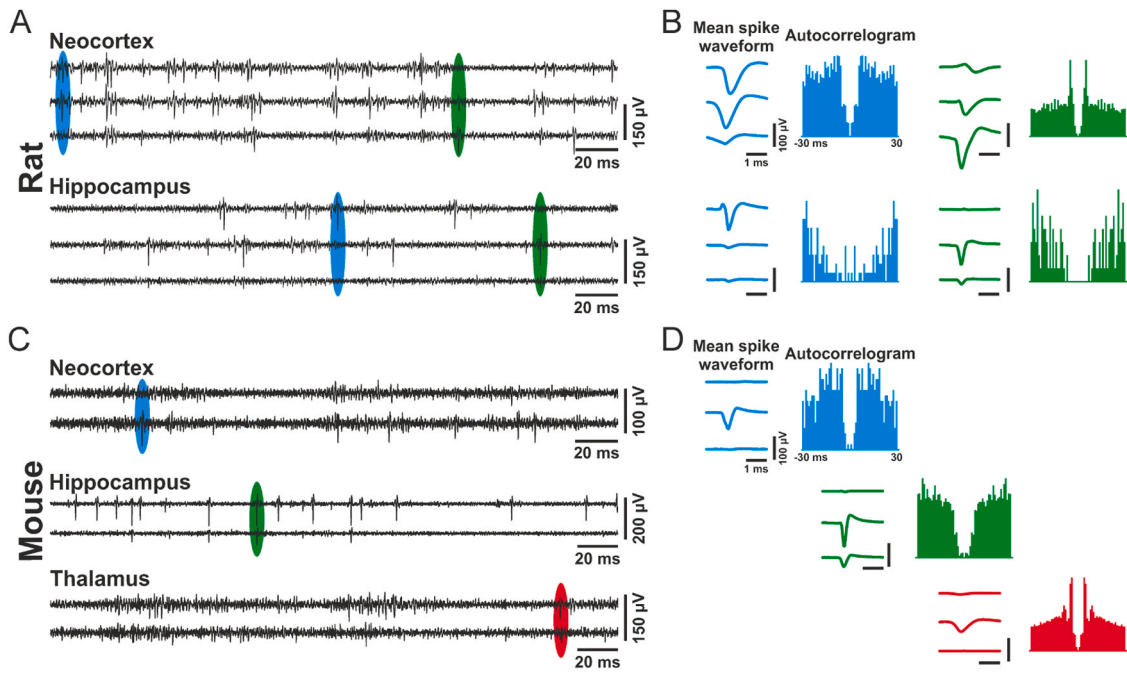 A
Neocortex
150 µV
20 ms
Rat
Hippocampus
150 µV
20 ms
B
Mean spike
waveform
Autocorrelogram
100 µV
1 ms
-30 ms
30
C
Neocortex
100 µV
20 ms
Mouse
Hippocampus
200 µV
20 ms
Thalamus
150 µV
20 ms
D
Mean spike
waveform
Autocorrelogram
100 µV
1 ms
-30 ms
30